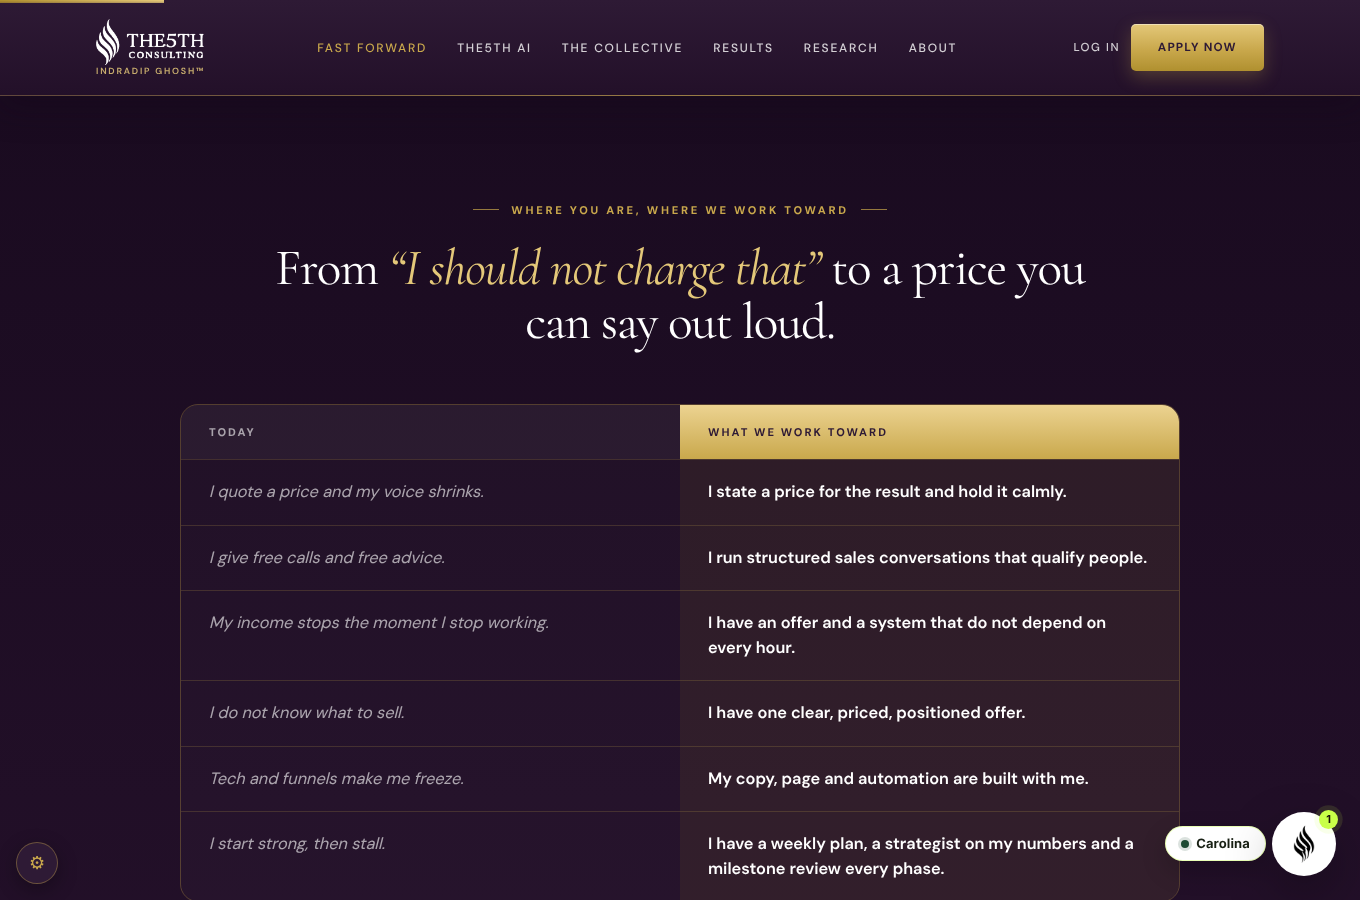 THE5TH
CONSULTING
INDRADIP GHOSH™
FAST FORWARD
THE5TH AI
THE COLLECTIVE
RESULTS
RESEARCH
ABOUT
LOG IN
APPLY NOW
WHERE YOU ARE, WHERE WE WORK TOWARD
From “I should not charge that” to a price you
can say out loud.
TODAY
WHAT WE WORK TOWARD
I quote a price and my voice shrinks.
I state a price for the result and hold it calmly.
I give free calls and free advice.
I run structured sales conversations that qualify people.
My income stops the moment I stop working.
I have an offer and a system that do not depend on
every hour.
I do not know what to sell.
I have one clear, priced, positioned offer.
Tech and funnels make me freeze.
My copy, page and automation are built with me.
I start strong, then stall.
I have a weekly plan, a strategist on my numbers and a
milestone review every phase.
Carolina
1